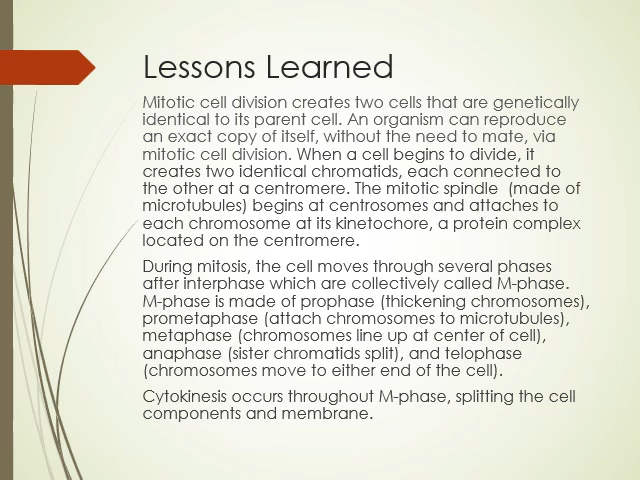 Lessons Learned
Mitotic cell division creates two cells that are genetically
identical to its parent cell. An organism can reproduce
an exact copy of itself, without the need to mate, via
mitotic cell division. When a cell begins to divide, it
creates two identical chromatids, each connected to
the other at a centromere. The mitotic spindle (made of
microtubules) begins at centrosomes and attaches to
each chromosome at its kinetochore, a protein complex
located on the centromere.
During mitosis, the cell moves through several phases
after interphase which are collectively called M-phase.
M-phase is made of prophase (thickening chromosomes),
prometaphase (attach chromosomes to microtubules),
metaphase (chromosomes line up at center of cell),
anaphase (sister chromatids split), and telophase
(chromosomes move to either end of the cell).
Cytokinesis occurs throughout M-phase, splitting the cell
components and membrane.